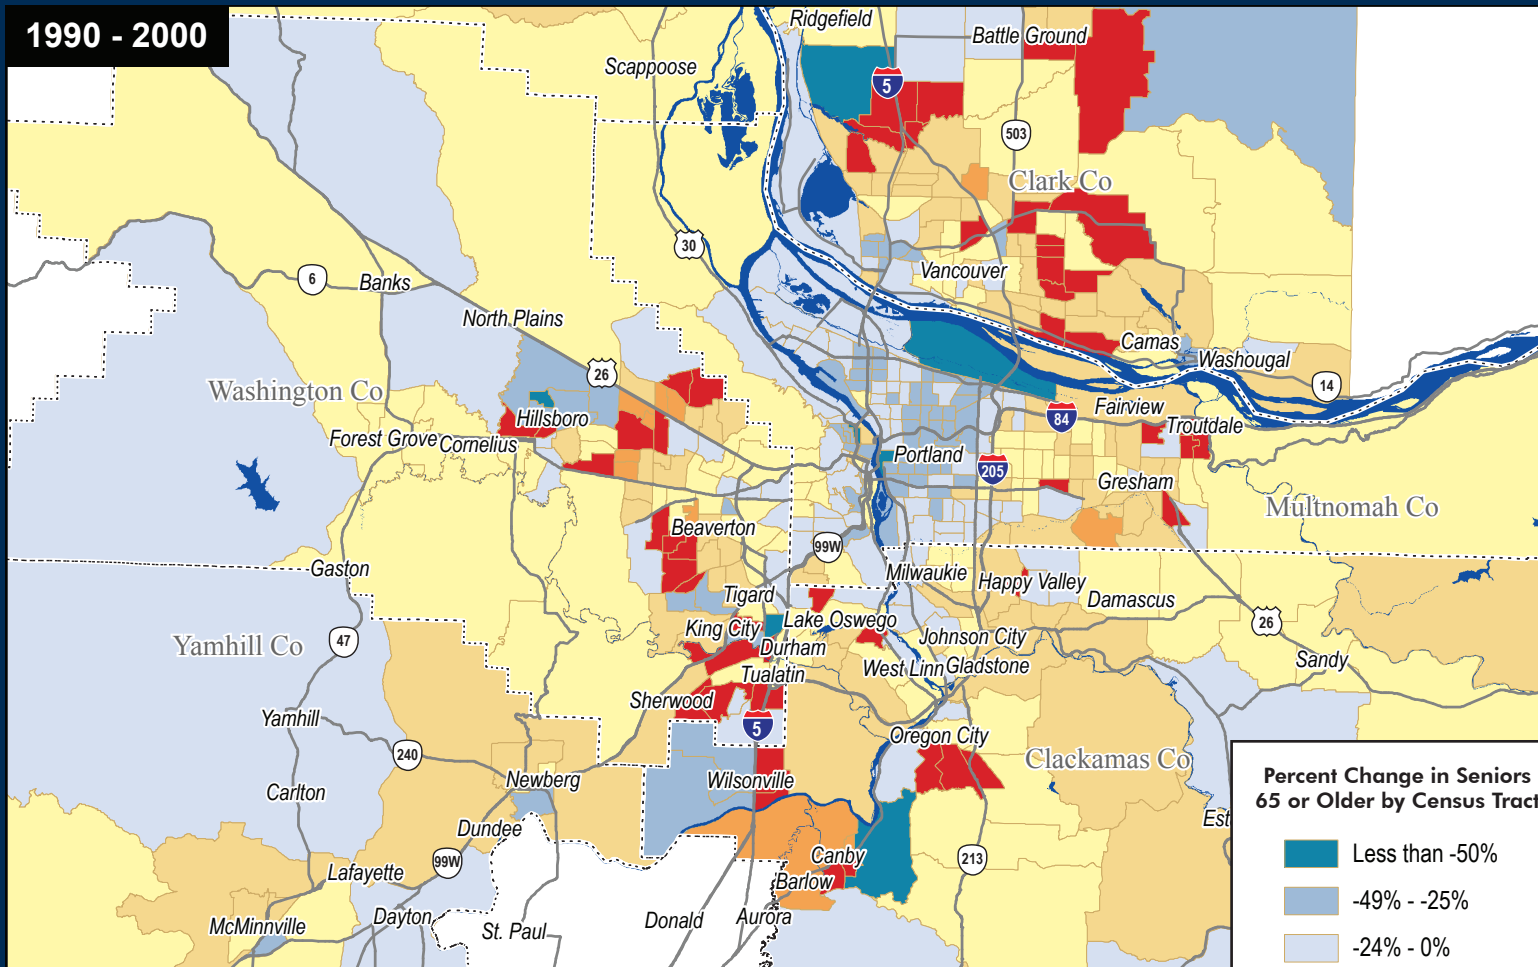 1990 - 2000
Ridgefield
Battle Ground
Scappoose
5
503
Clark Co
30
Vancouver
6
Banks
North Plains
Camas
Washougal
26
14
Washington Co
Fairview
84
Hillsboro
Troutdale
Forest Grove
Cornelius
Portland
205
Gresham
Multnomah Co
Beaverton
99W
Gaston
Milwaukie
Happy Valley
Tigard
Damascus
Lake Oswego
26
King City
Johnson City
47
Yamhill Co
Durham
West Linn
Gladstone
Sandy
Tualatin
Sherwood
Yamhill
5
Oregon City
240
Clackamas Co
Newberg
Wilsonville
Carlton
Est
Dundee
Canby
99W
213
Lafayette
Barlow
McMinnville
Dayton
St. Paul
Donald
Aurora
Percent Change in Seniors
65 or Older by Census Tract
Less than -50%
-49% - -25%
-24% - 0%